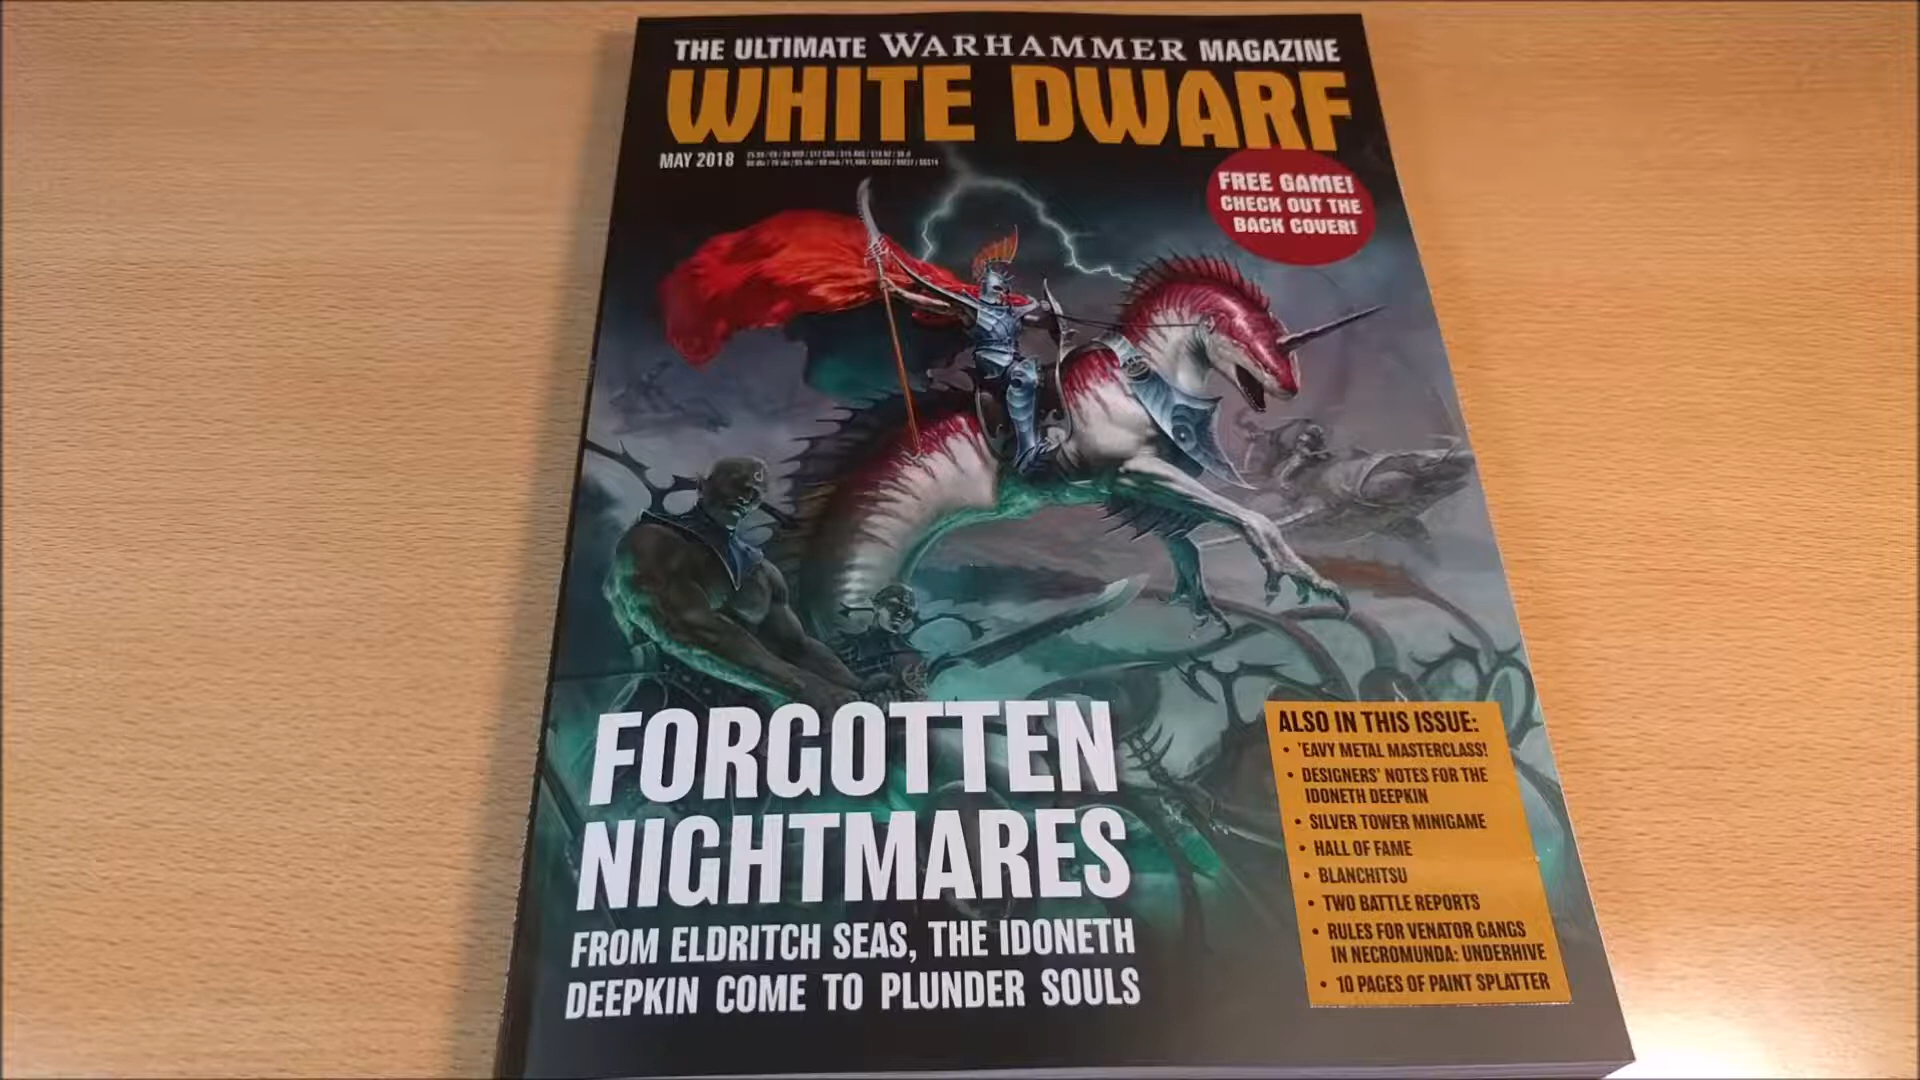 THE ULTIMATE WARHAMMER MAGAZINE
WHITE DWARF
MAY 2018
FREE GAME!
CHECK OUT THE
BACK COVER!
FORGOTTEN
NIGHTMARES
FROM ELDRITCH SEAS, THE IDONETH
DEEPKIN COME TO PLUNDER SOULS
ALSO IN THIS ISSUE:
• 'EAVY METAL MASTERCLASS!
• DESIGNERS' NOTES FOR THE
IDONETH DEEPKIN
• SILVER TOWER MINIGAME
• HALL OF FAME
• BLANCHITSU
• TWO BATTLE REPORTS
• RULES FOR VENATOR GANGS
IN NECROMUNDA: UNDERHIVE
• 10 PAGES OF PAINT SPLATTER